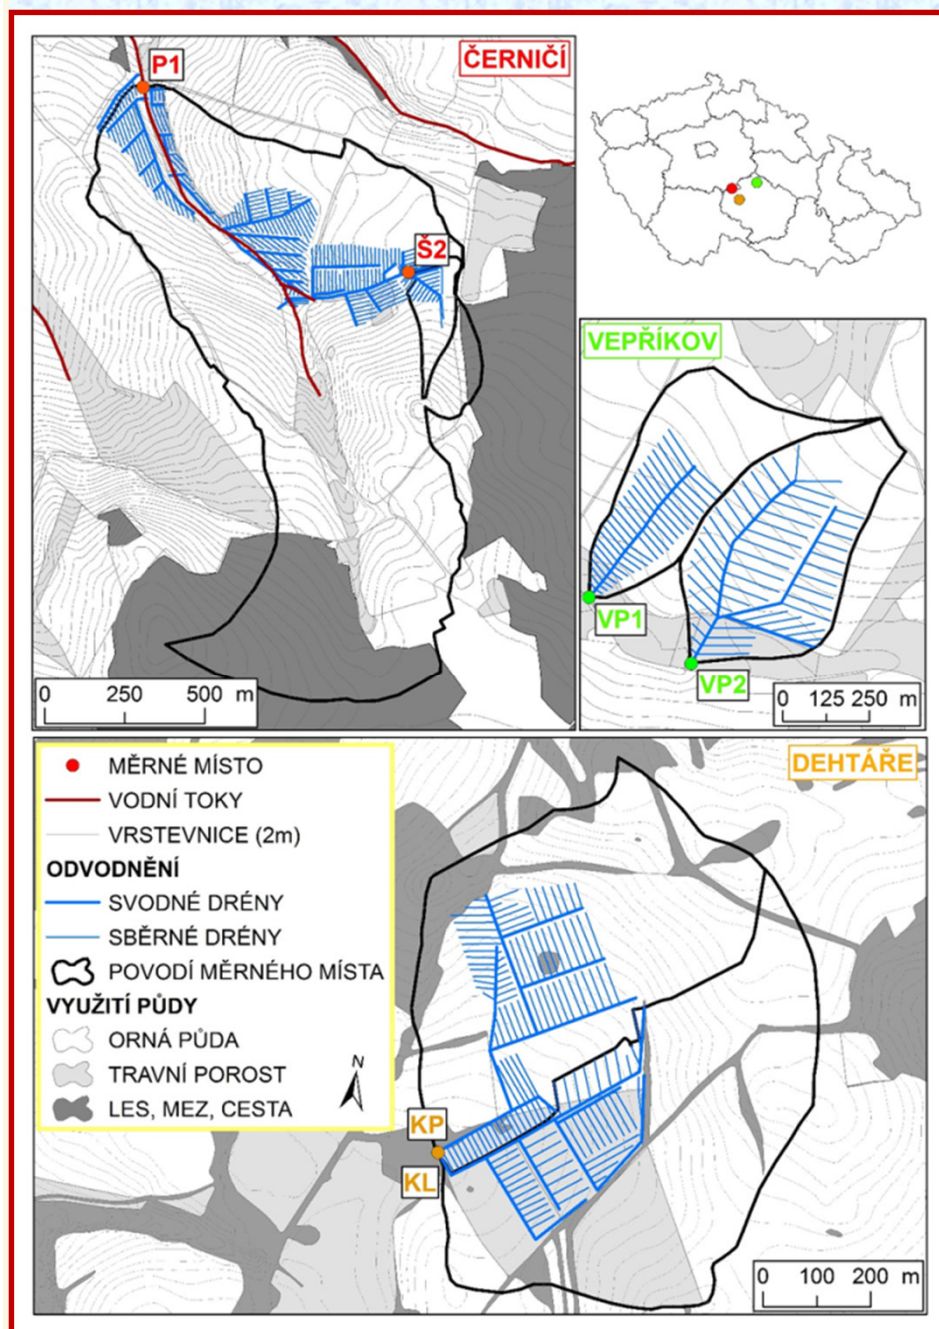 ČERNIČÍ
P1
Š2
0 250 500 m
VEPŘÍKOV
VP1
VP2
0 125 250 m
MĚRNÉ MÍSTO
VODNÍ TOKY
VRSTEVNICE (2m)
ODVODNĚNÍ
SVODNÉ DRÉNY
SBĚRNÉ DRÉNY
POVODÍ MĚRNÉHO MÍSTA
VYUŽITÍ PŮDY
ORNÁ PŮDA
TRAVNÍ POROST
LES, MEZ, CESTA
N
DEHTÁŘE
KP
KL
0 100 200 m